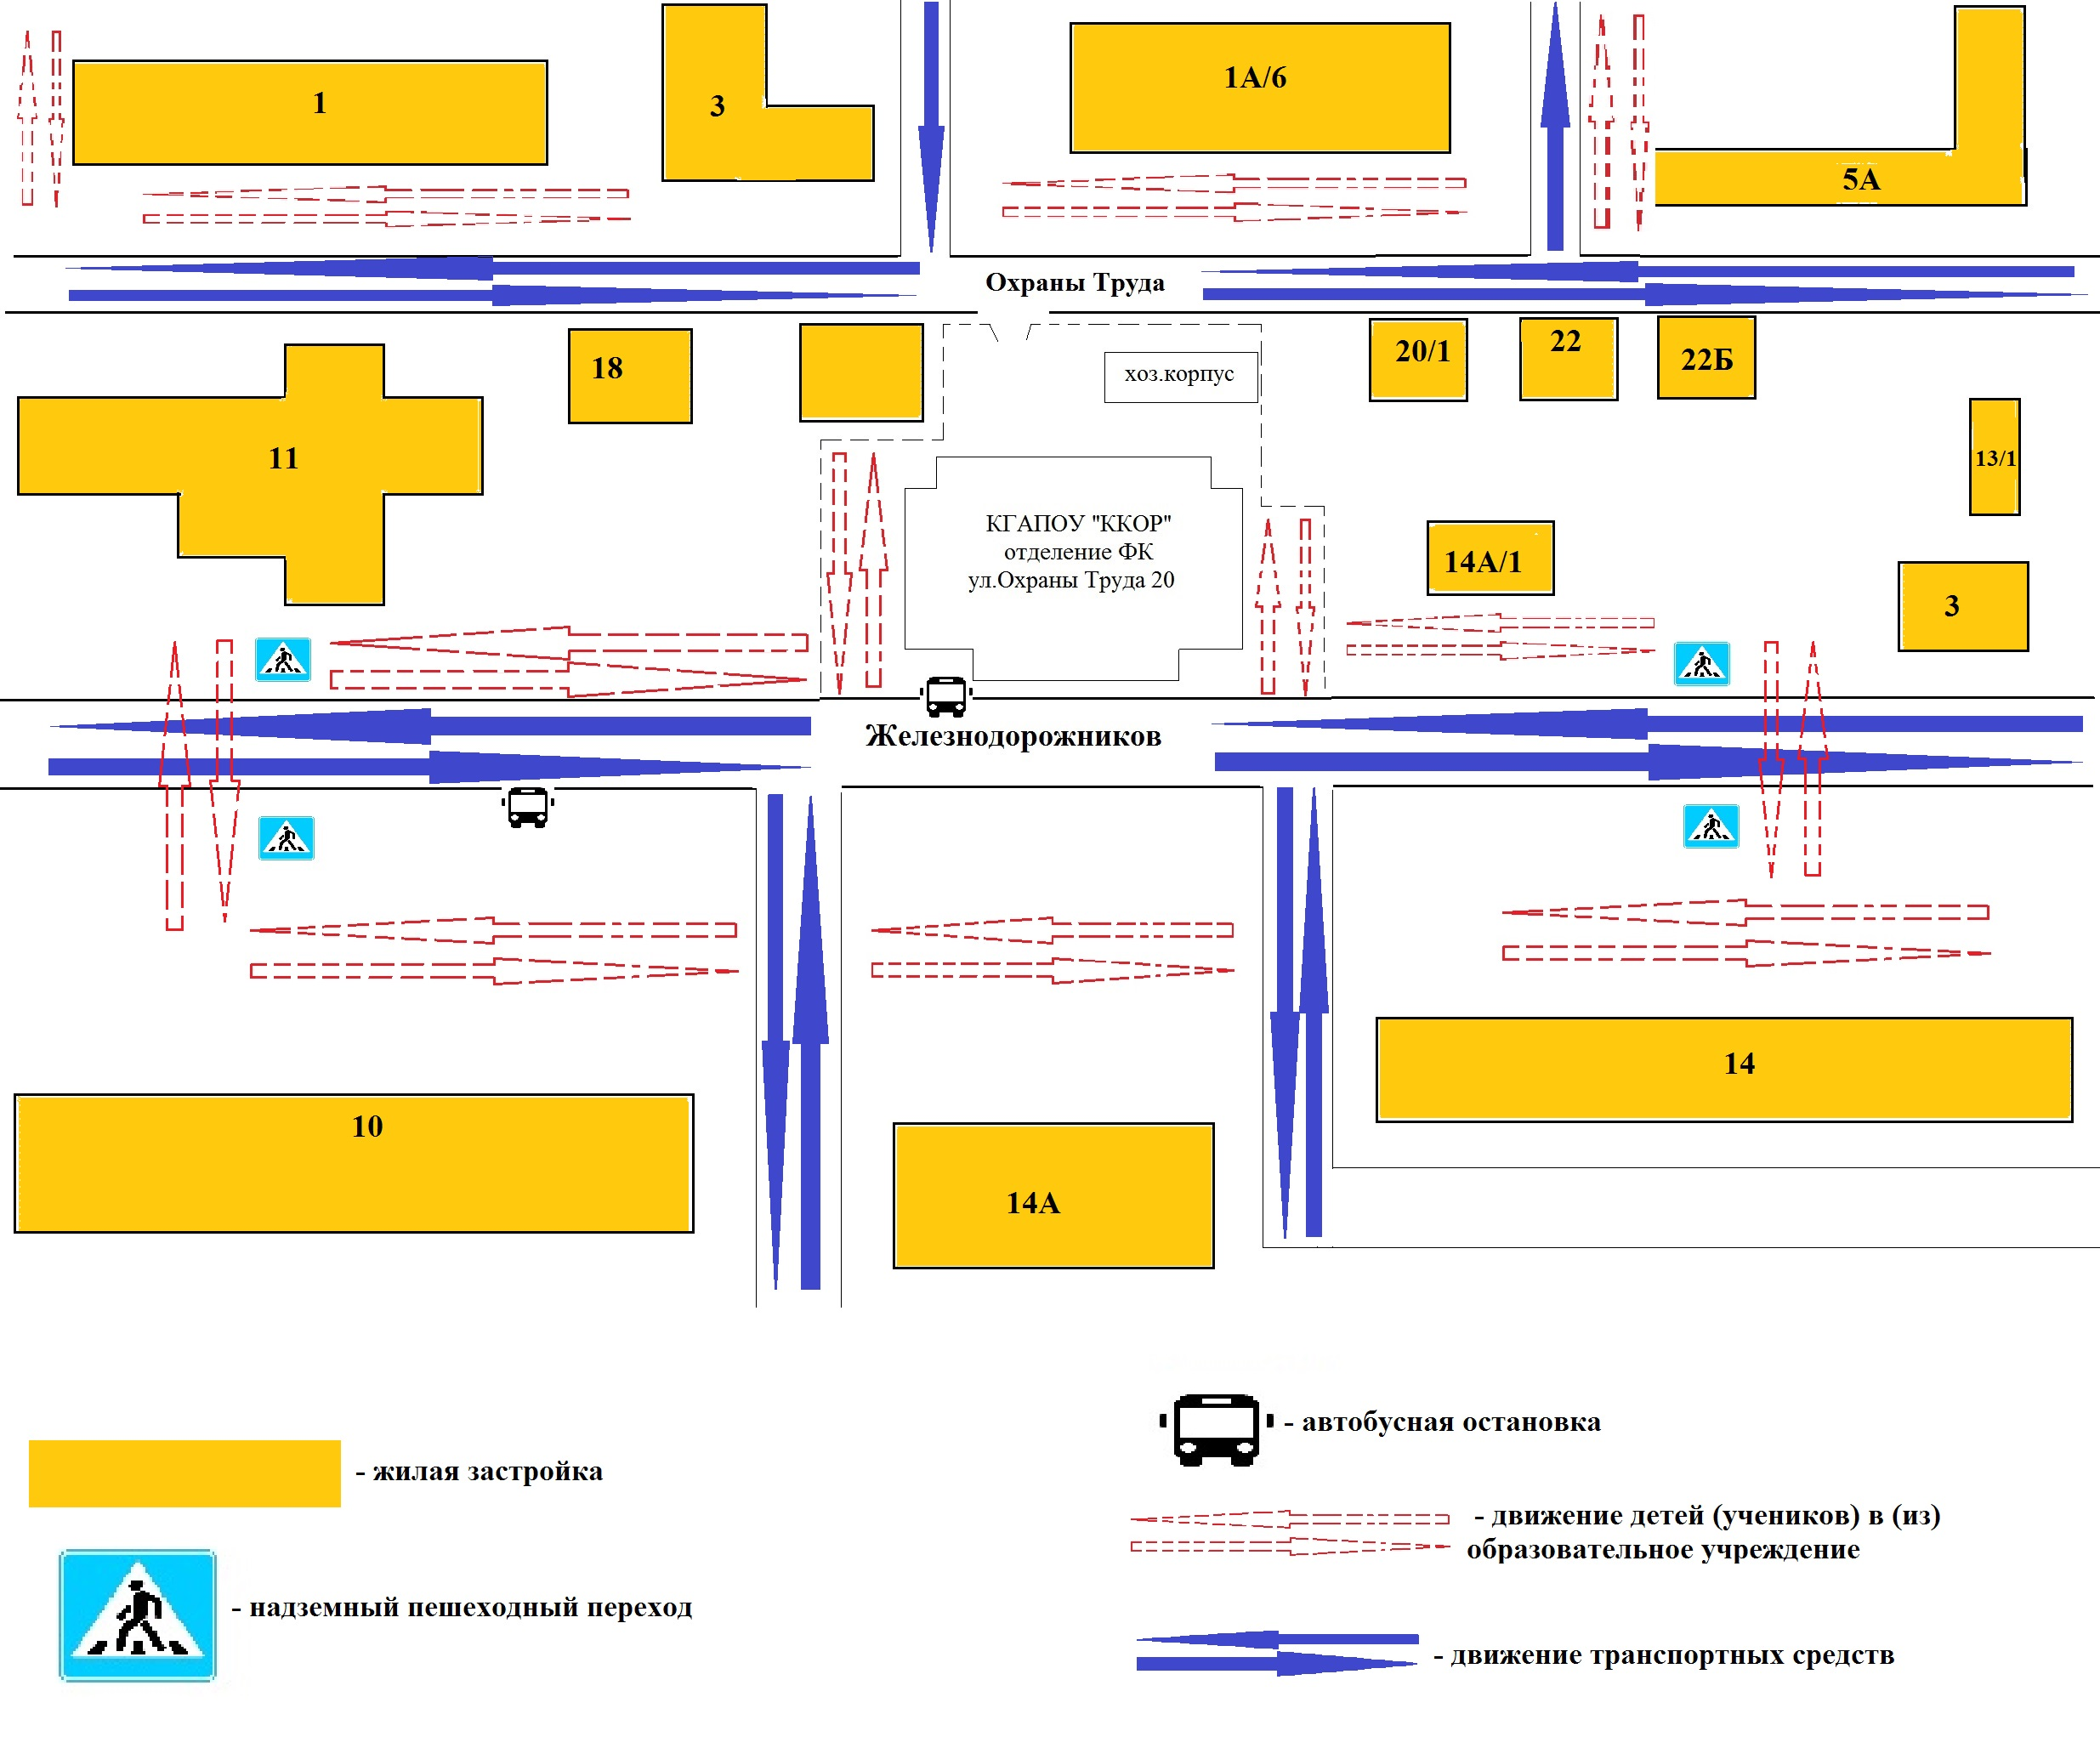 1
3
1А/6
5А
Охраны Труда
18
20/1
22
22Б
хоз.корпус
11
13/1
КГАПОУ "ККОР"
отделение ФК
ул.Охраны Труда 20
14А/1
3
Железнодорожников
10
14А
14
- жилая застройка
- надземный пешеходный переход
- автобусная остановка
- движение детей (учеников) в (из)
образовательное учреждение
- движение транспортных средств